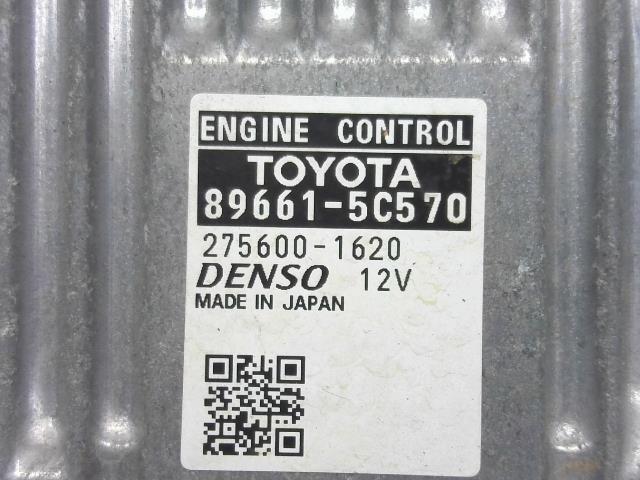 ENGINE CONTROL
TOYOTA
89661-5C570
275600-1620
DENSO 12V
MADE IN JAPAN